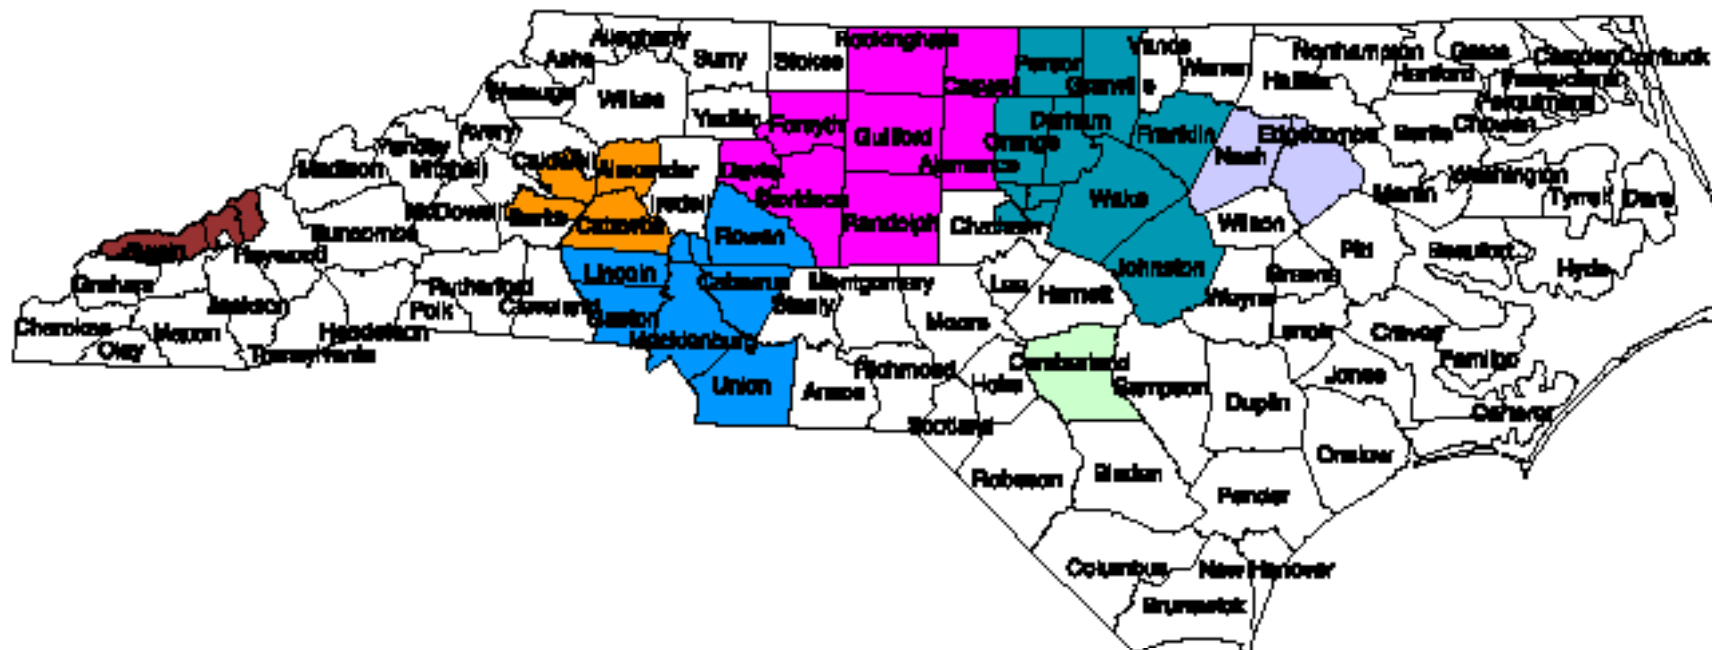 Alleghany
Ashe
Surry
Stokes
Rockingham
Caswell
Person
Granville
Vance
Warren
Northampton
Gates
Camden
Currituck
Hertford
Halifax
Pasquotank
Perquimans
Chowan
Watauga
Wilkes
Yadkin
Forsyth
Guilford
Alamance
Orange
Durham
Franklin
Nash
Edgecombe
Bertie
Avery
Mitchell
Madison
Caldwell
Alexander
Iredell
Davie
Davidson
Randolph
Chatham
Wake
Wilson
Martin
Washington
Tyrrell
Dare
McDowell
Burke
Catawba
Rowan
Buncombe
Swain
Haywood
Graham
Jackson
Rutherford
Polk
Cleveland
Lincoln
Gaston
Cabarrus
Stanly
Montgomery
Moore
Lee
Harnett
Johnston
Wayne
Greene
Pitt
Beaufort
Hyde
Cherokee
Clay
Macon
Transylvania
Henderson
Mecklenburg
Union
Anson
Richmond
Hoke
Scotland
Cumberland
Sampson
Duplin
Lenoir
Craven
Pamlico
Jones
Carteret
Onslow
Robeson
Bladen
Pender
Columbus
New Hanover
Brunswick